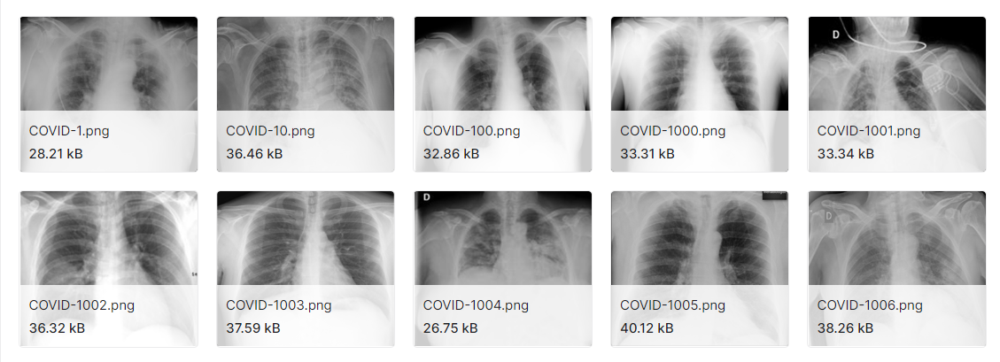 COVID-1.png
28.21 kB
COVID-10.png
36.46 kB
COVID-100.png
32.86 kB
COVID-1000.png
33.31 kB
D
COVID-1001.png
33.34 kB
COVID-1002.png
36.32 kB
COVID-1003.png
37.59 kB
D
COVID-1004.png
26.75 kB
COVID-1005.png
40.12 kB
D
COVID-1006.png
38.26 kB